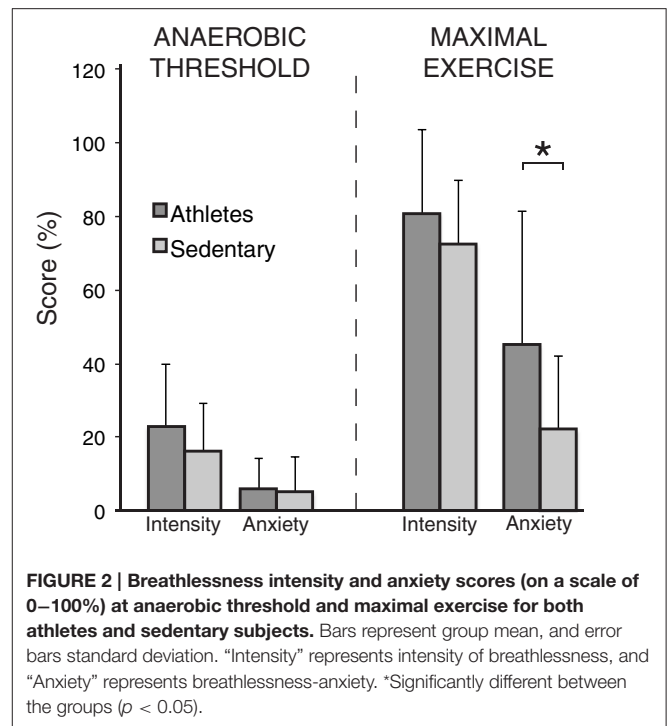 ANAEROBIC
THRESHOLD
MAXIMAL
EXERCISE
120
100
80
60
40
20
0
Score (%)
Athletes
Sedentary
*
Intensity Anxiety
Intensity Anxiety
FIGURE 2 | Breathlessness intensity and anxiety scores (on a scale of
0–100%) at anaerobic threshold and maximal exercise for both
athletes and sedentary subjects. Bars represent group mean, and error
bars standard deviation. “Intensity” represents intensity of breathlessness, and
“Anxiety” represents breathlessness-anxiety. *Significantly different between
the groups (p < 0.05).